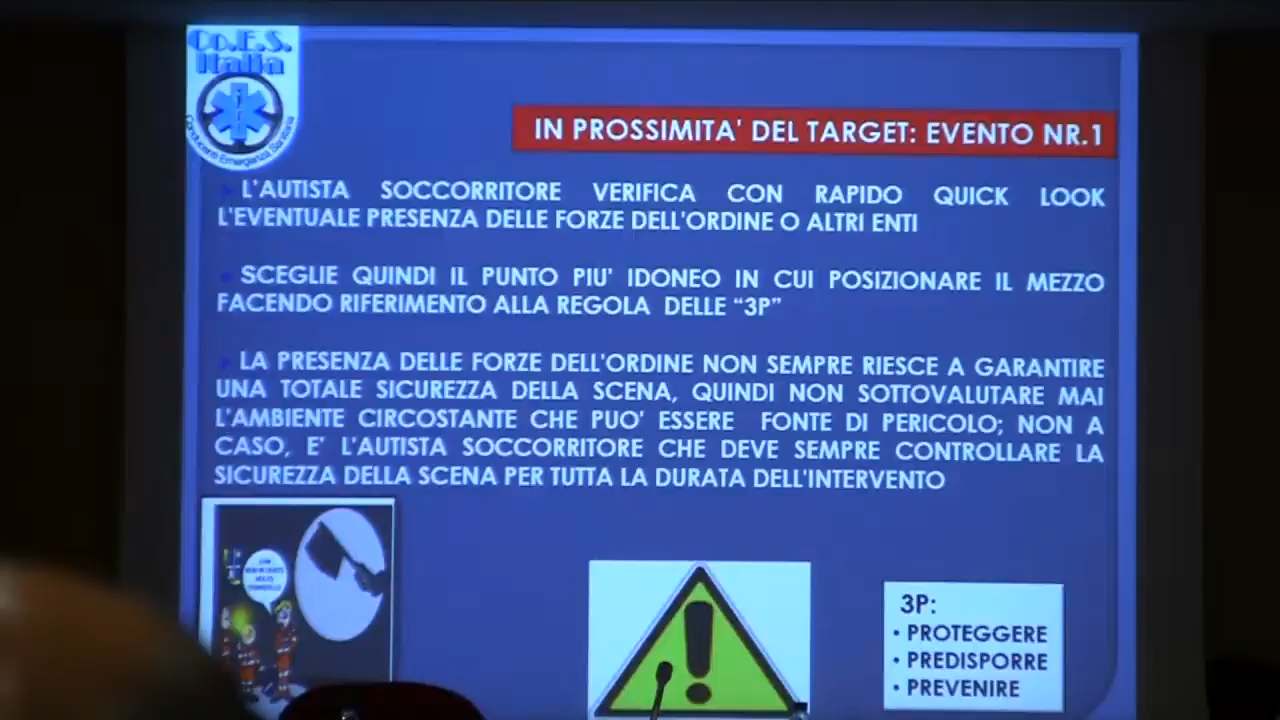 Co.E.S.
Italia
Conducente Emergenza Sanitaria
IN PROSSIMITA' DEL TARGET: EVENTO NR.1
L'AUTISTA SOCCORRITORE VERIFICA CON RAPIDO QUICK LOOK
L'EVENTUALE PRESENZA DELLE FORZE DELL'ORDINE O ALTRI ENTI
SCEGLIE QUINDI IL PUNTO PIU' IDONEO IN CUI POSIZIONARE IL MEZZO
FACENDO RIFERIMENTO ALLA REGOLA DELLE “3P”
LA PRESENZA DELLE FORZE DELL'ORDINE NON SEMPRE RIESCE A GARANTIRE
UNA TOTALE SICUREZZA DELLA SCENA, QUINDI NON SOTTOVALUTARE MAI
L'AMBIENTE CIRCOSTANTE CHE PUO' ESSERE FONTE DI PERICOLO; NON A
CASO, E' L'AUTISTA SOCCORRITORE CHE DEVE SEMPRE CONTROLLARE LA
SICUREZZA DELLA SCENA PER TUTTA LA DURATA DELL'INTERVENTO
3P:
• PROTEGGERE
• PREDISPORRE
• PREVENIRE